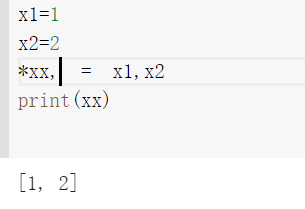 x1=1
x2=2
*xx, = x1,x2
print(xx)
[1, 2]